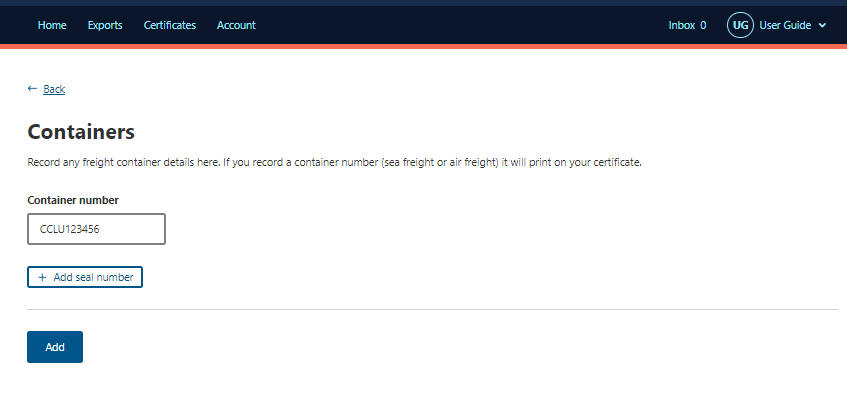 Home Exports Certificates Account Inbox 0 UG User Guide
← Back
Containers
Record any freight container details here. If you record a container number (sea freight or air freight) it will print on your certificate.
Container number
CCLU123456
+ Add seal number
Add